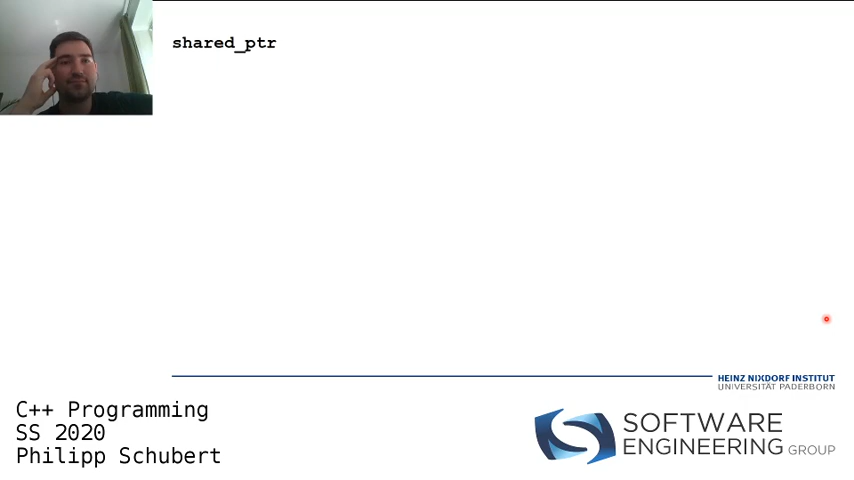 shared_ptr
HEINZ NIXDORF INSTITUT
UNIVERSITÄT PADERBORN
C++ Programming
SS 2020
Philipp Schubert
SOFTWARE
ENGINEERING GROUP